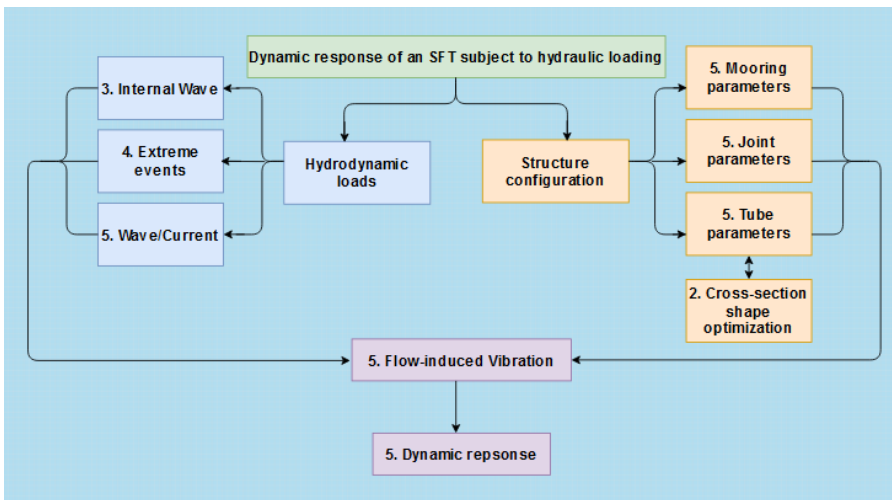 Dynamic response of an SFT subject to hydraulic loading
3. Internal Wave
4. Extreme
events
5. Wave/Current
Hydrodynamic
loads
Structure
configuration
5. Mooring
parameters
5. Joint
parameters
5. Tube
parameters
2. Cross-section
shape
optimization
5. Flow-induced Vibration
5. Dynamic repsonse